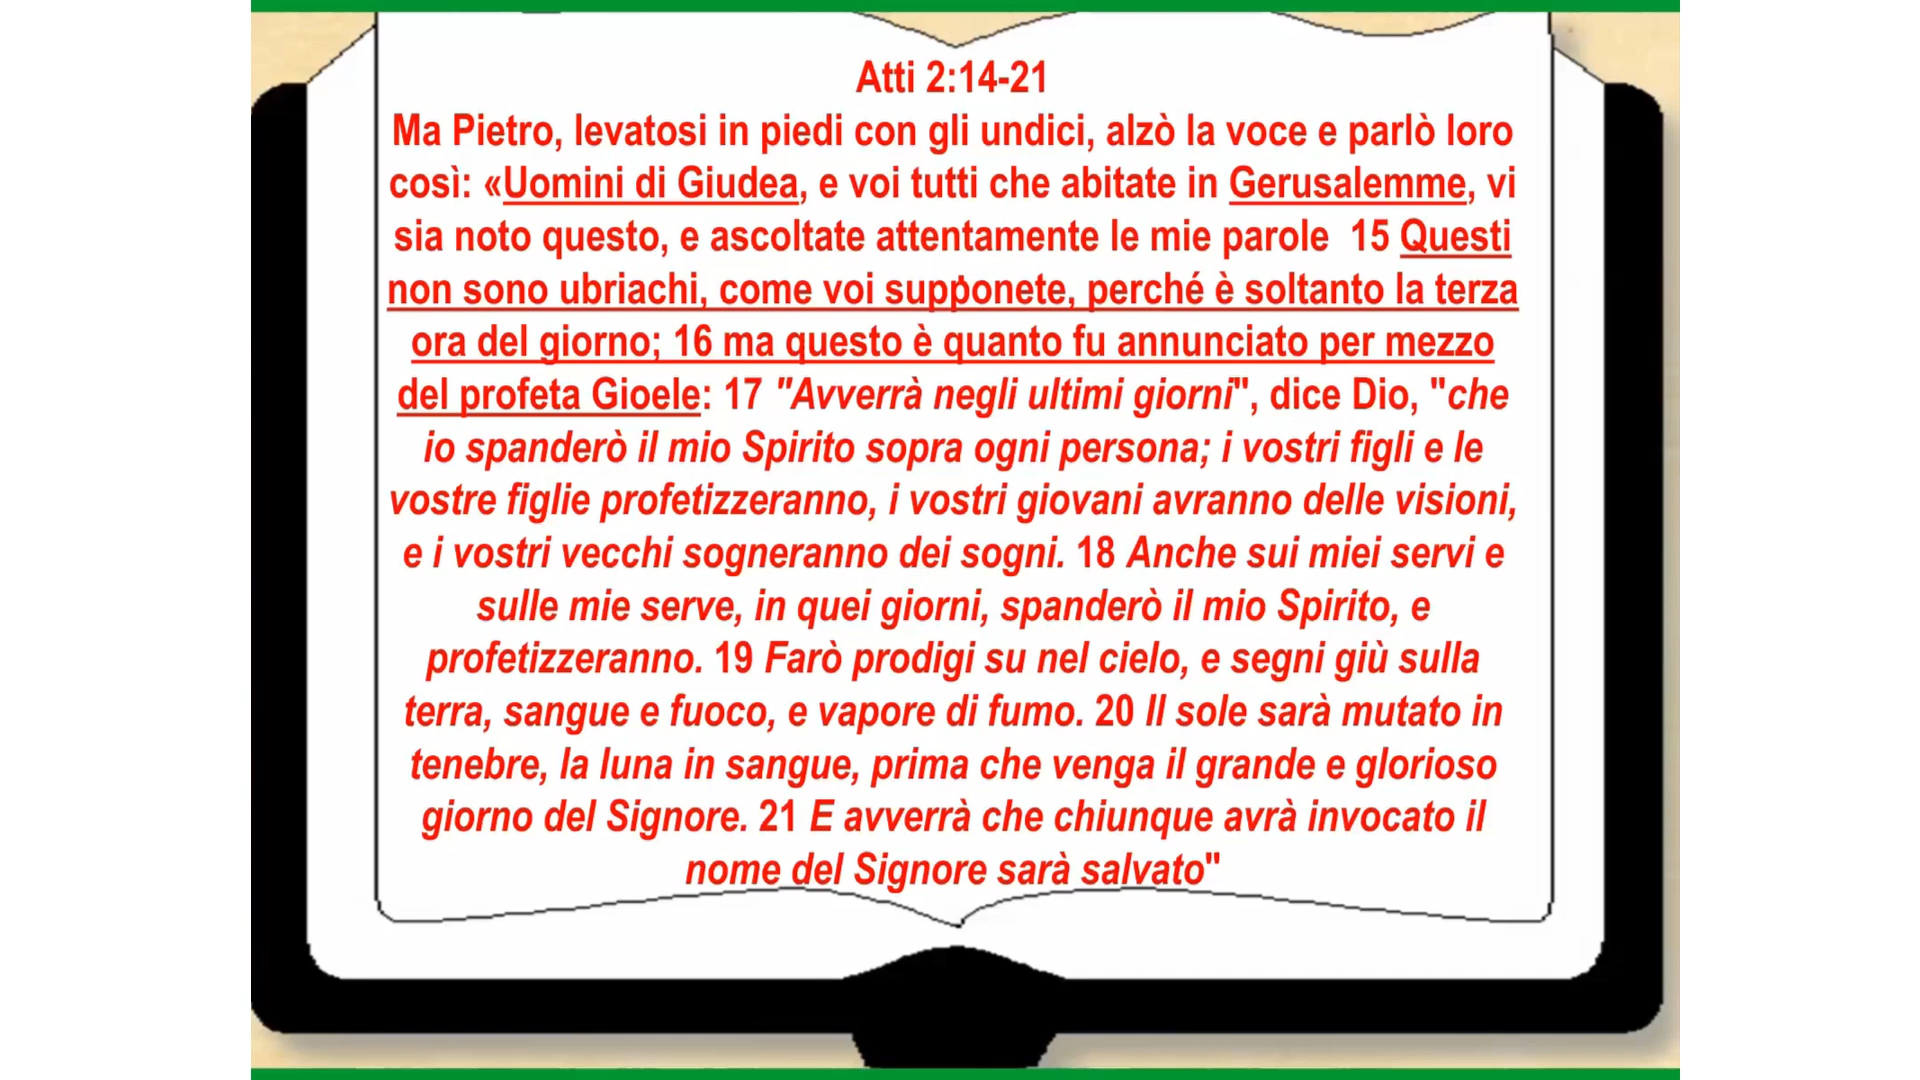 Atti 2:14-21
Ma Pietro, levatosi in piedi con gli undici, alzò la voce e parlò loro
così: «Uomini di Giudea, e voi tutti che abitate in Gerusalemme, vi
sia noto questo, e ascoltate attentamente le mie parole 15 Questi
non sono ubriachi, come voi supponete, perché è soltanto la terza
ora del giorno; 16 ma questo è quanto fu annunciato per mezzo
del profeta Gioele: 17 "Avverrà negli ultimi giorni", dice Dio, "che
io spanderò il mio Spirito sopra ogni persona; i vostri figli e le
vostre figlie profetizzeranno, i vostri giovani avranno delle visioni,
e i vostri vecchi sogneranno dei sogni. 18 Anche sui miei servi e
sulle mie serve, in quei giorni, spanderò il mio Spirito, e
profetizzeranno. 19 Farò prodigi su nel cielo, e segni giù sulla
terra, sangue e fuoco, e vapore di fumo. 20 Il sole sarà mutato in
tenebre, la luna in sangue, prima che venga il grande e glorioso
giorno del Signore. 21 E avverrà che chiunque avrà invocato il
nome del Signore sarà salvato"